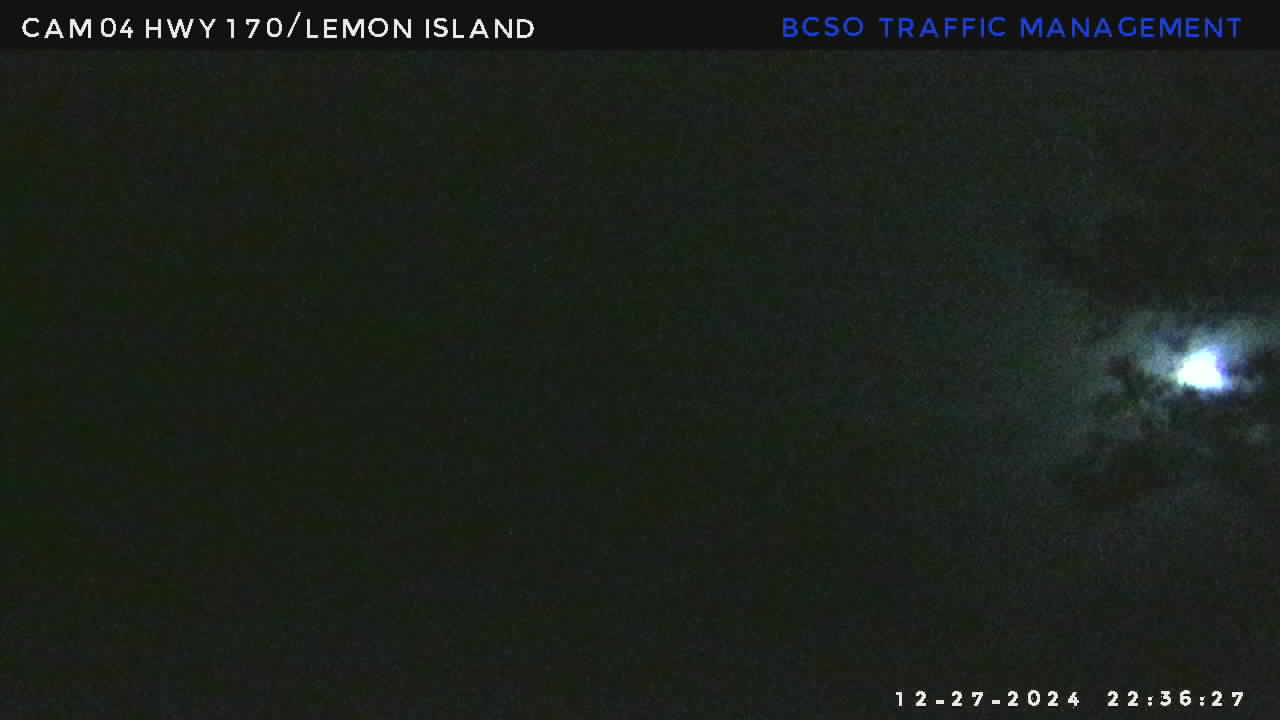 CAM04 HWY 170/LEMON ISLAND
BCSO TRAFFIC MANAGEMENT
12-27-2024 22:36:27